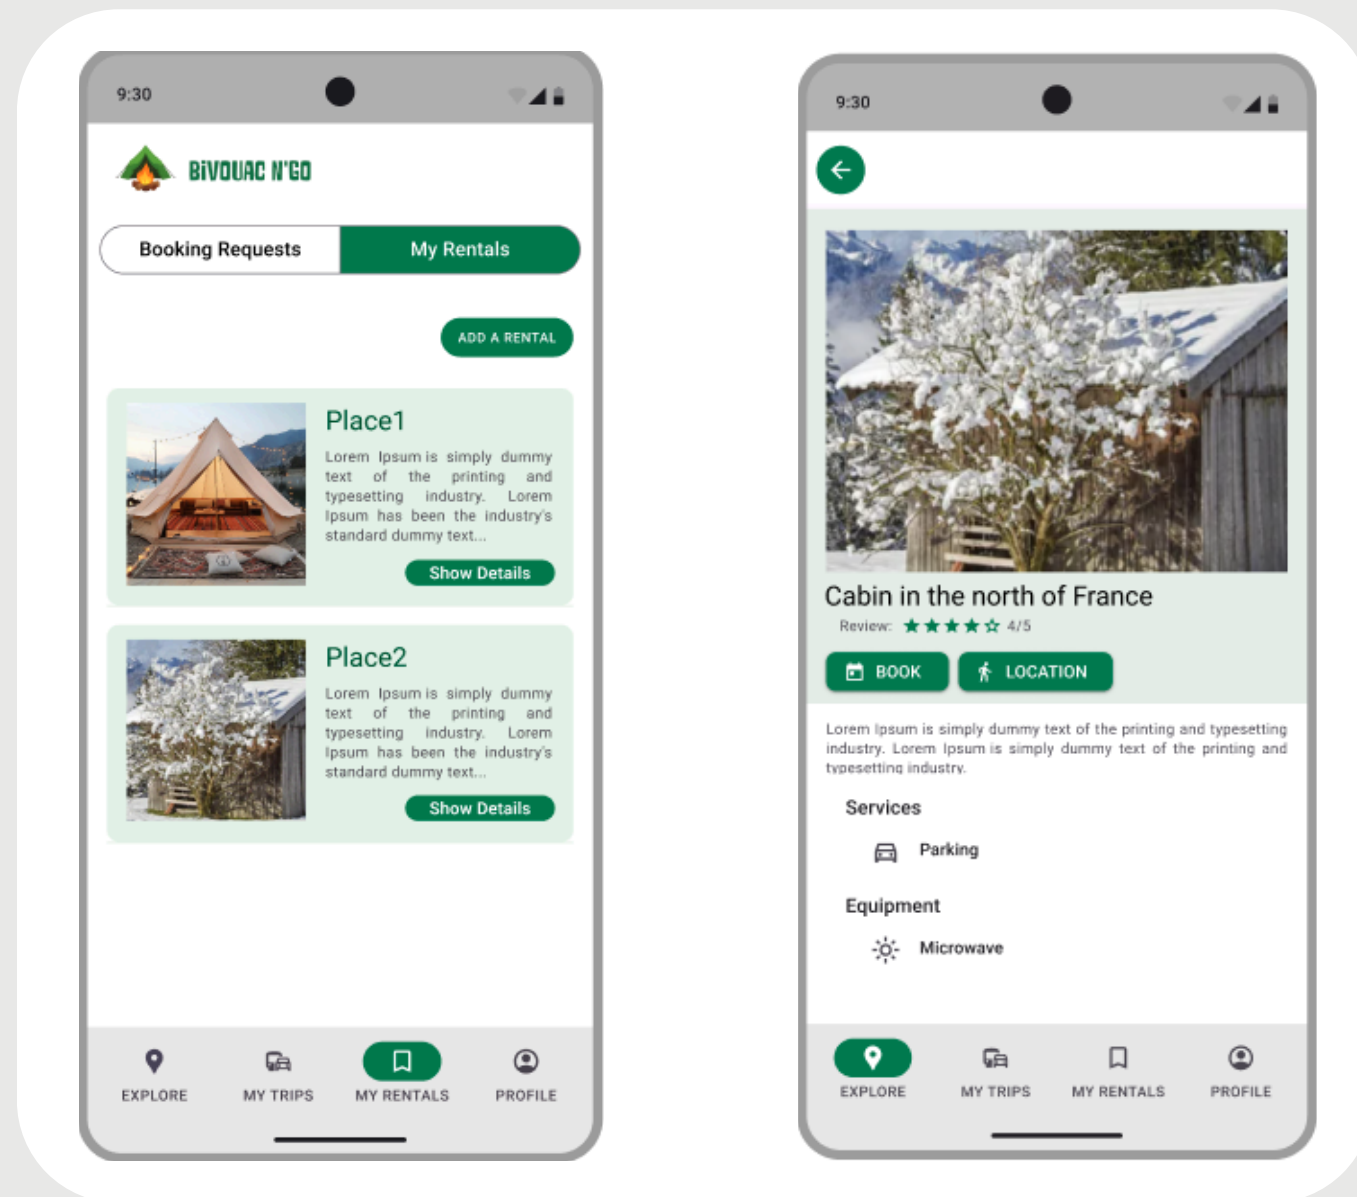 9:30
BiVOUAC N'GO
Booking Requests
My Rentals
ADD A RENTAL
Place1
Lorem Ipsum is simply dummy
text of the printing and
typesetting industry. Lorem
Ipsum has been the industry's
standard dummy text...
Show Details
Place2
Lorem Ipsum is simply dummy
text of the printing and
typesetting industry. Lorem
Ipsum has been the industry's
standard dummy text...
Show Details
EXPLORE
MY TRIPS
MY RENTALS
PROFILE
9:30
Cabin in the north of France
Review: 4/5
BOOK
LOCATION
Lorem Ipsum is simply dummy text of the printing and typesetting
industry. Lorem Ipsum is simply dummy text of the printing and
typesetting industry.
Services
Parking
Equipment
Microwave
EXPLORE
MY TRIPS
MY RENTALS
PROFILE